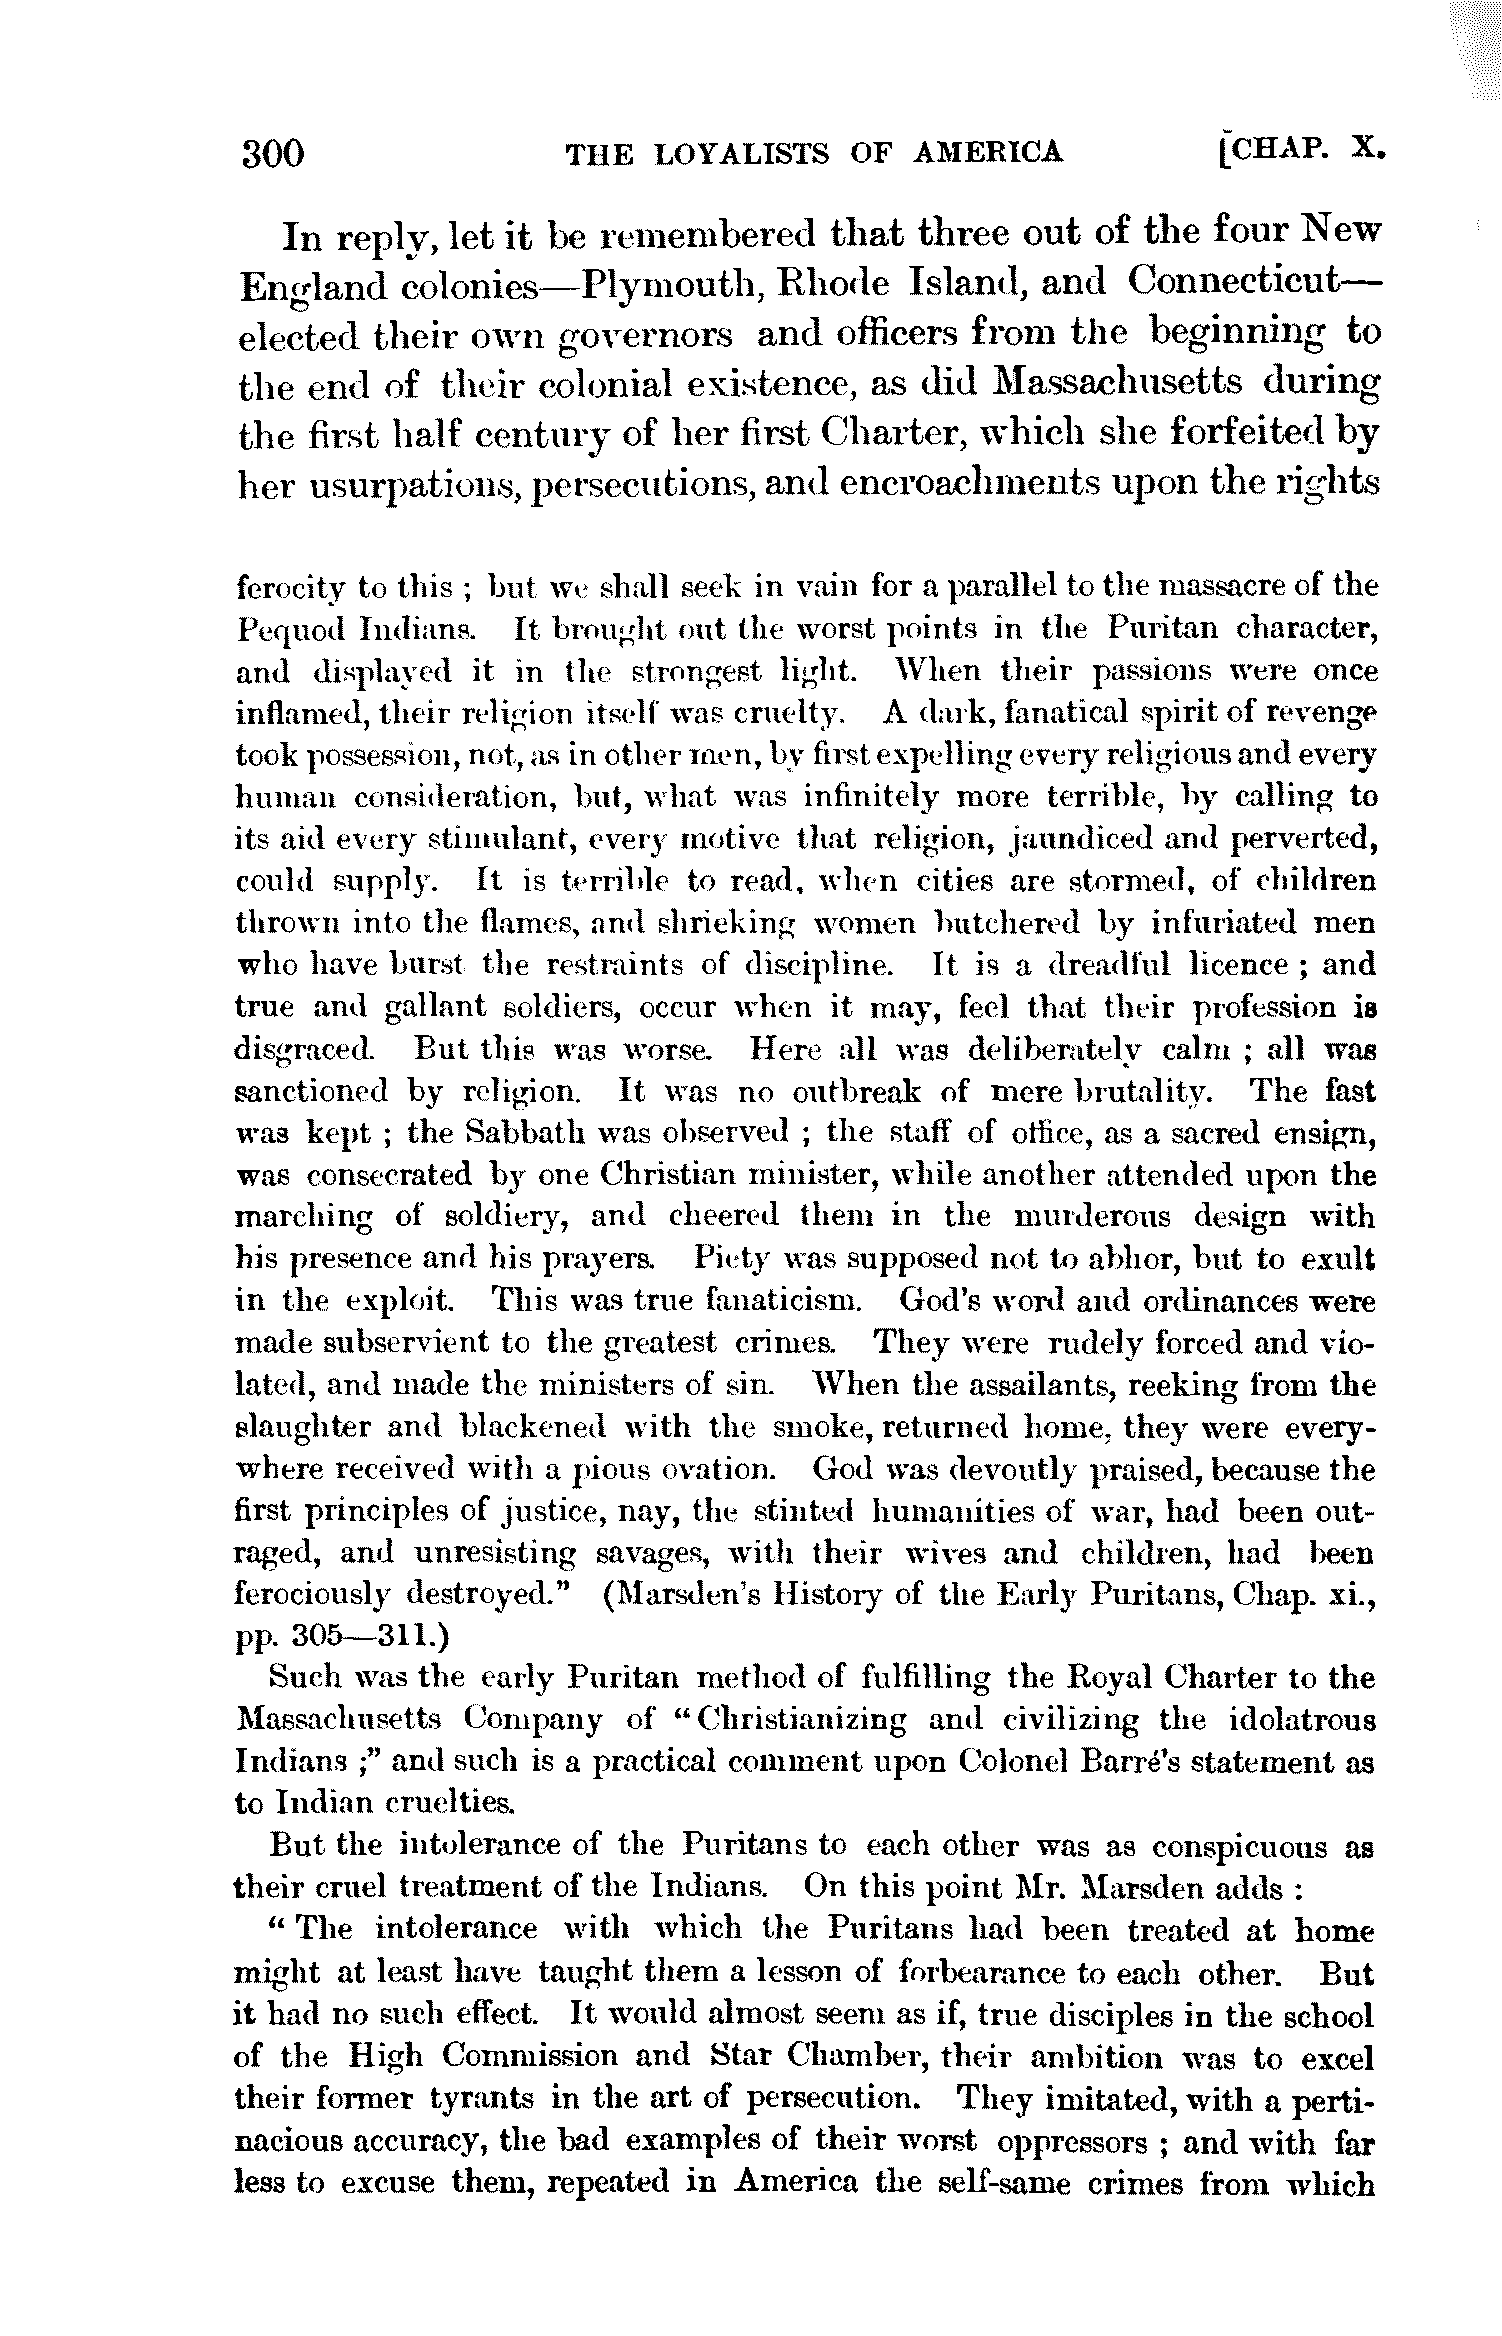 300 THE LOYALISTS OF AMERICA [CHAP. X.
In reply, let it be remembered that three out of the four New
England colonies—Plymouth, Rhode Island, and Connecticut—
elected their own governors and officers from the beginning to
the end of their colonial existence, as did Massachusetts during
the first half century of her first Charter, which she forfeited by
her usurpations, persecutions, and encroachments upon the rights
ferocity to this ; but we shall seek in vain for a parallel to the massacre of the
Pequod Indians. It brought out the worst points in the Puritan character,
and displayed it in the strongest light. When their passions were once
inflamed, their religion itself was cruelty. A dark, fanatical spirit of revenge
took possession, not, as in other men, by first expelling every religious and every
human consideration, but, what was infinitely more terrible, by calling to
its aid every stimulant, every motive that religion, jaundiced and perverted,
could supply. It is terrible to read, when cities are stormed, of children
thrown into the flames, and shrieking women butchered by infuriated men
who have burst the restraints of discipline. It is a dreadful licence ; and
true and gallant soldiers, occur when it may, feel that their profession is
disgraced. But this was worse. Here all was deliberately calm ; all was
sanctioned by religion. It was no outbreak of mere brutality. The fast
was kept ; the Sabbath was observed ; the staff of office, as a sacred ensign,
was consecrated by one Christian minister, while another attended upon the
marching of soldiery, and cheered them in the murderous design with
his presence and his prayers. Piety was supposed not to abhor, but to exult
in the exploit. This was true fanaticism. God's word and ordinances were
made subservient to the greatest crimes. They were rudely forced and vio-
lated, and made the ministers of sin. When the assailants, reeking from the
slaughter and blackened with the smoke, returned home, they were every-
where received with a pious ovation. God was devoutly praised, because the
first principles of justice, nay, the stinted humanities of war, had been out-
raged, and unresisting savages, with their wives and children, had been
ferociously destroyed." (Marsden's History of the Early Puritans, Chap. xi.,
pp. 305—311.)
Such was the early Puritan method of fulfilling the Royal Charter to the
Massachusetts Company of "Christianizing and civilizing the idolatrous
Indians ;" and such is a practical comment upon Colonel Barré's statement as
to Indian cruelties.
But the intolerance of the Puritans to each other was as conspicuous as
their cruel treatment of the Indians. On this point Mr. Marsden adds :
"The intolerance with which the Puritans had been treated at home
might at least have taught them a lesson of forbearance to each other. But
it had no such effect. It would almost seem as if, true disciples in the school
of the High Commission and Star Chamber, their ambition was to excel
their former tyrants in the art of persecution. They imitated, with a perti-
nacious accuracy, the bad examples of their worst oppressors ; and with far
less to excuse them, repeated in America the self-same crimes from which